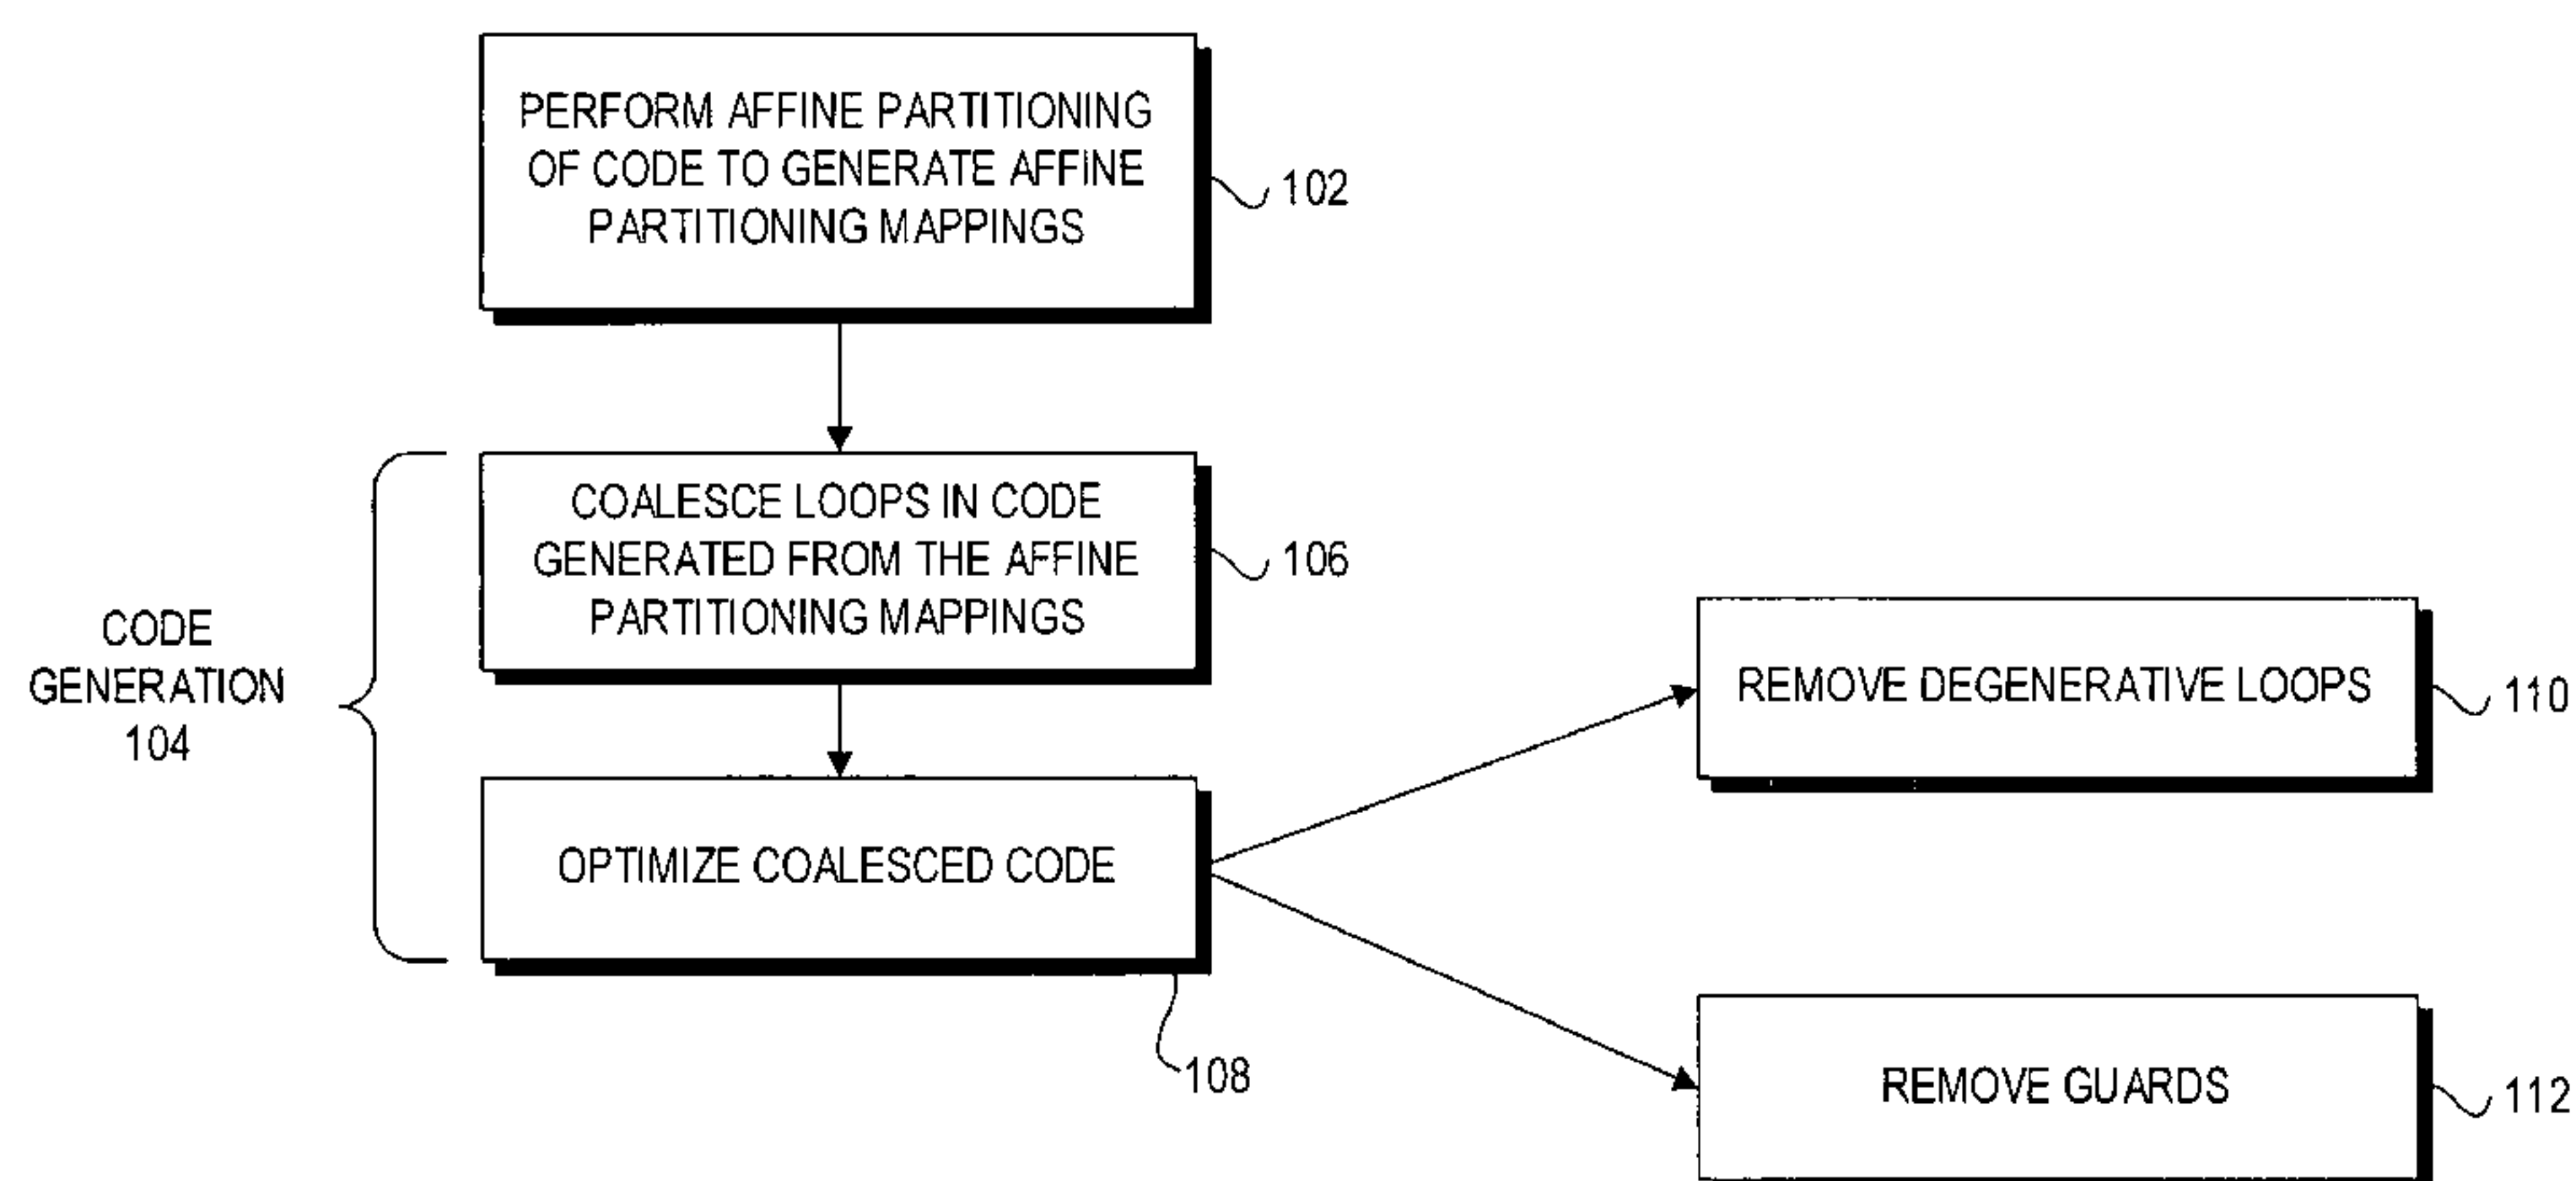 PERFORM AFFINE PARTITIONING
OF CODE TO GENERATE AFFINE
PARTITIONING MAPPINGS
102
COALESCE LOOPS IN CODE
GENERATED FROM THE AFFINE
PARTITIONING MAPPINGS
106
CODE
GENERATION
104
REMOVE DEGENERATIVE LOOPS
110
OPTIMIZE COALESCED CODE
108
REMOVE GUARDS
112